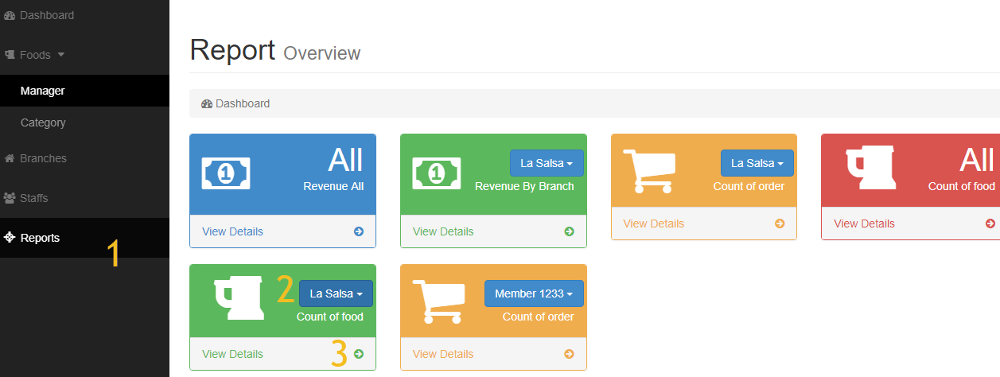 Dashboard
Foods
Manager
Category
Branches
Staffs
Reports
1
Report Overview
Dashboard
1
All
Revenue All
View Details
1
La Salsa
Revenue By Branch
View Details
La Salsa
Count of order
View Details
All
Count of food
View Details
2
La Salsa
Count of food
View Details
3
Member 1233
Count of order
View Details